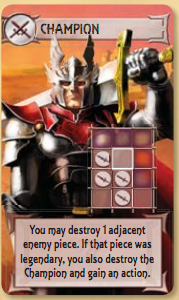 CHAMPION
You may destroy 1 adjacent
enemy piece. If that piece was
legendary, you also destroy the
Champion and gain an action.